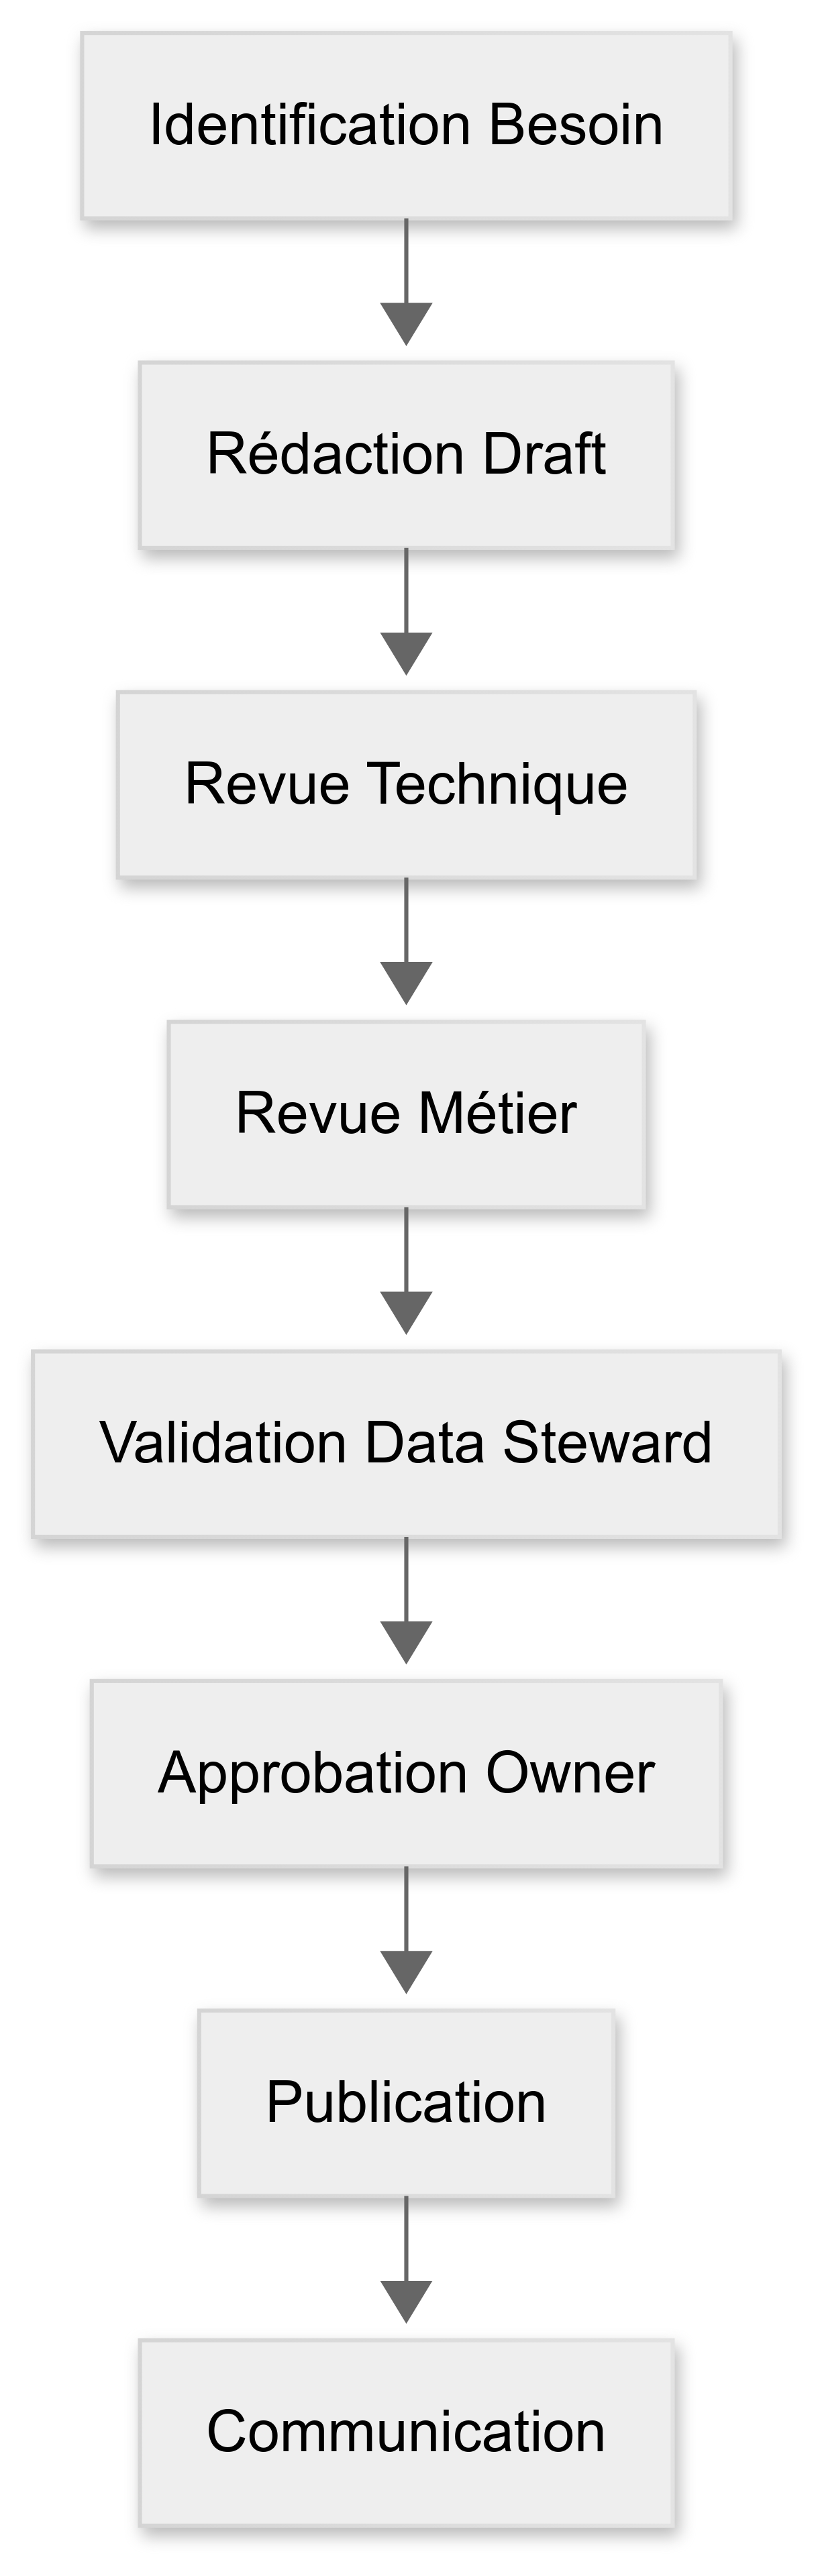 Identification Besoin
Rédaction Draft
Revue Technique
Revue Métier
Validation Data Steward
Approbation Owner
Publication
Communication